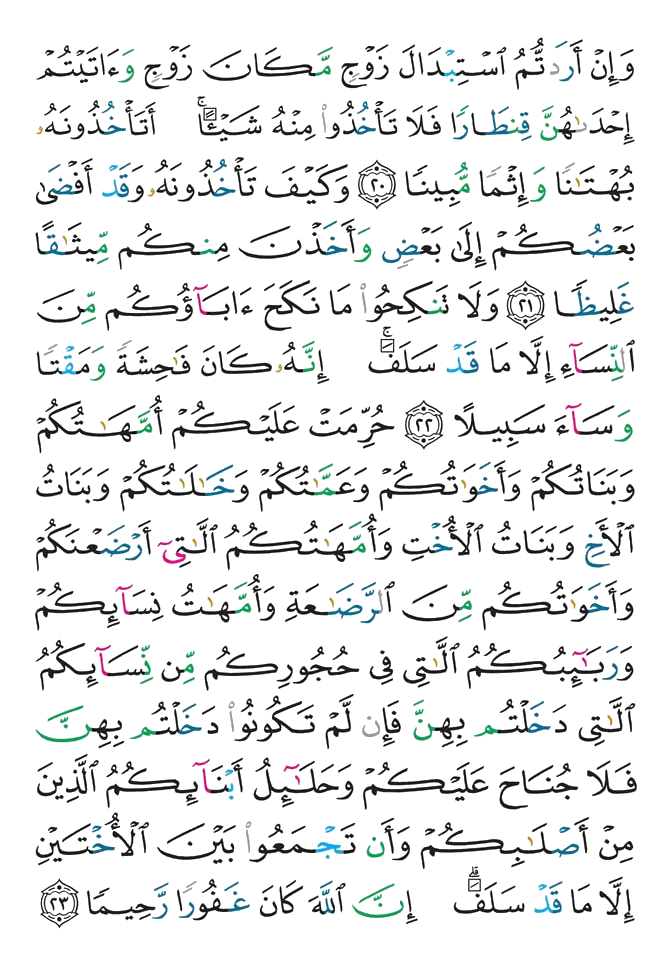 وَإِنْ أَرَدتُّمُ ٱسْتِبْدَالَ زَوْجٍ مَّكَانَ زَوْجٍ وَءَاتَيْتُمْ
إِحْدَىٰهُنَّ قِنطَارًا فَلَا تَأْخُذُوا۟ مِنْهُ شَيْـًٔا ۚ أَتَأْخُذُونَهُۥ
بُهْتَـٰنًا وَإِثْمًا مُّبِينًا ٢٠ وَكَيْفَ تَأْخُذُونَهُۥ وَقَدْ أَفْضَىٰ
بَعْضُكُمْ إِلَىٰ بَعْضٍ وَأَخَذْنَ مِنكُم مِّيثَـٰقًا
غَلِيظًا ٢١ وَلَا تَنكِحُوا۟ مَا نَكَحَ ءَابَآؤُكُم مِّنَ
ٱلنِّسَآءِ إِلَّا مَا قَدْ سَلَفَ ۚ إِنَّهُۥ كَانَ فَـٰحِشَةً وَمَقْتًا
وَسَآءَ سَبِيلًا ٢٢ حُرِّمَتْ عَلَيْكُمْ أُمَّهَـٰتُكُمْ
وَبَنَاتُكُمْ وَأَخَوَٰتُكُمْ وَعَمَّـٰتُكُمْ وَخَـٰلَـٰتُكُمْ وَبَنَاتُ
ٱلْأَخِ وَبَنَاتُ ٱلْأُخْتِ وَأُمَّهَـٰتُكُمُ ٱلَّـٰتِىٓ أَرْضَعْنَكُمْ
وَأَخَوَٰتُكُم مِّنَ ٱلرَّضَـٰعَةِ وَأُمَّهَـٰتُ نِسَآئِكُمْ
وَرَبَـٰٓئِبُكُمُ ٱلَّـٰتِى فِى حُجُورِكُم مِّن نِّسَآئِكُمُ
ٱلَّـٰتِى دَخَلْتُم بِهِنَّ فَإِن لَّمْ تَكُونُوا۟ دَخَلْتُم بِهِنَّ
فَلَا جُنَاحَ عَلَيْكُمْ وَحَلَـٰٓئِلُ أَبْنَآئِكُمُ ٱلَّذِينَ
مِنْ أَصْلَـٰبِكُمْ وَأَن تَجْمَعُوا۟ بَيْنَ ٱلْأُخْتَيْنِ
إِلَّا مَا قَدْ سَلَفَ ۗ إِنَّ ٱللَّهَ كَانَ غَفُورًا رَّحِيمًا ٢٣